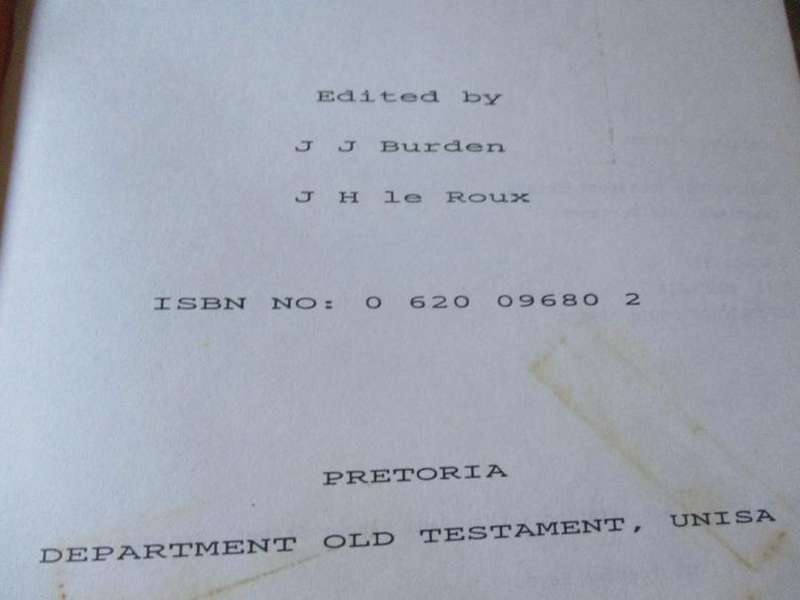 Edited by
J J Burden
J H le Roux
ISBN NO: 0 620 09680 2
PRETORIA
DEPARTMENT OLD TESTAMENT, UNISA